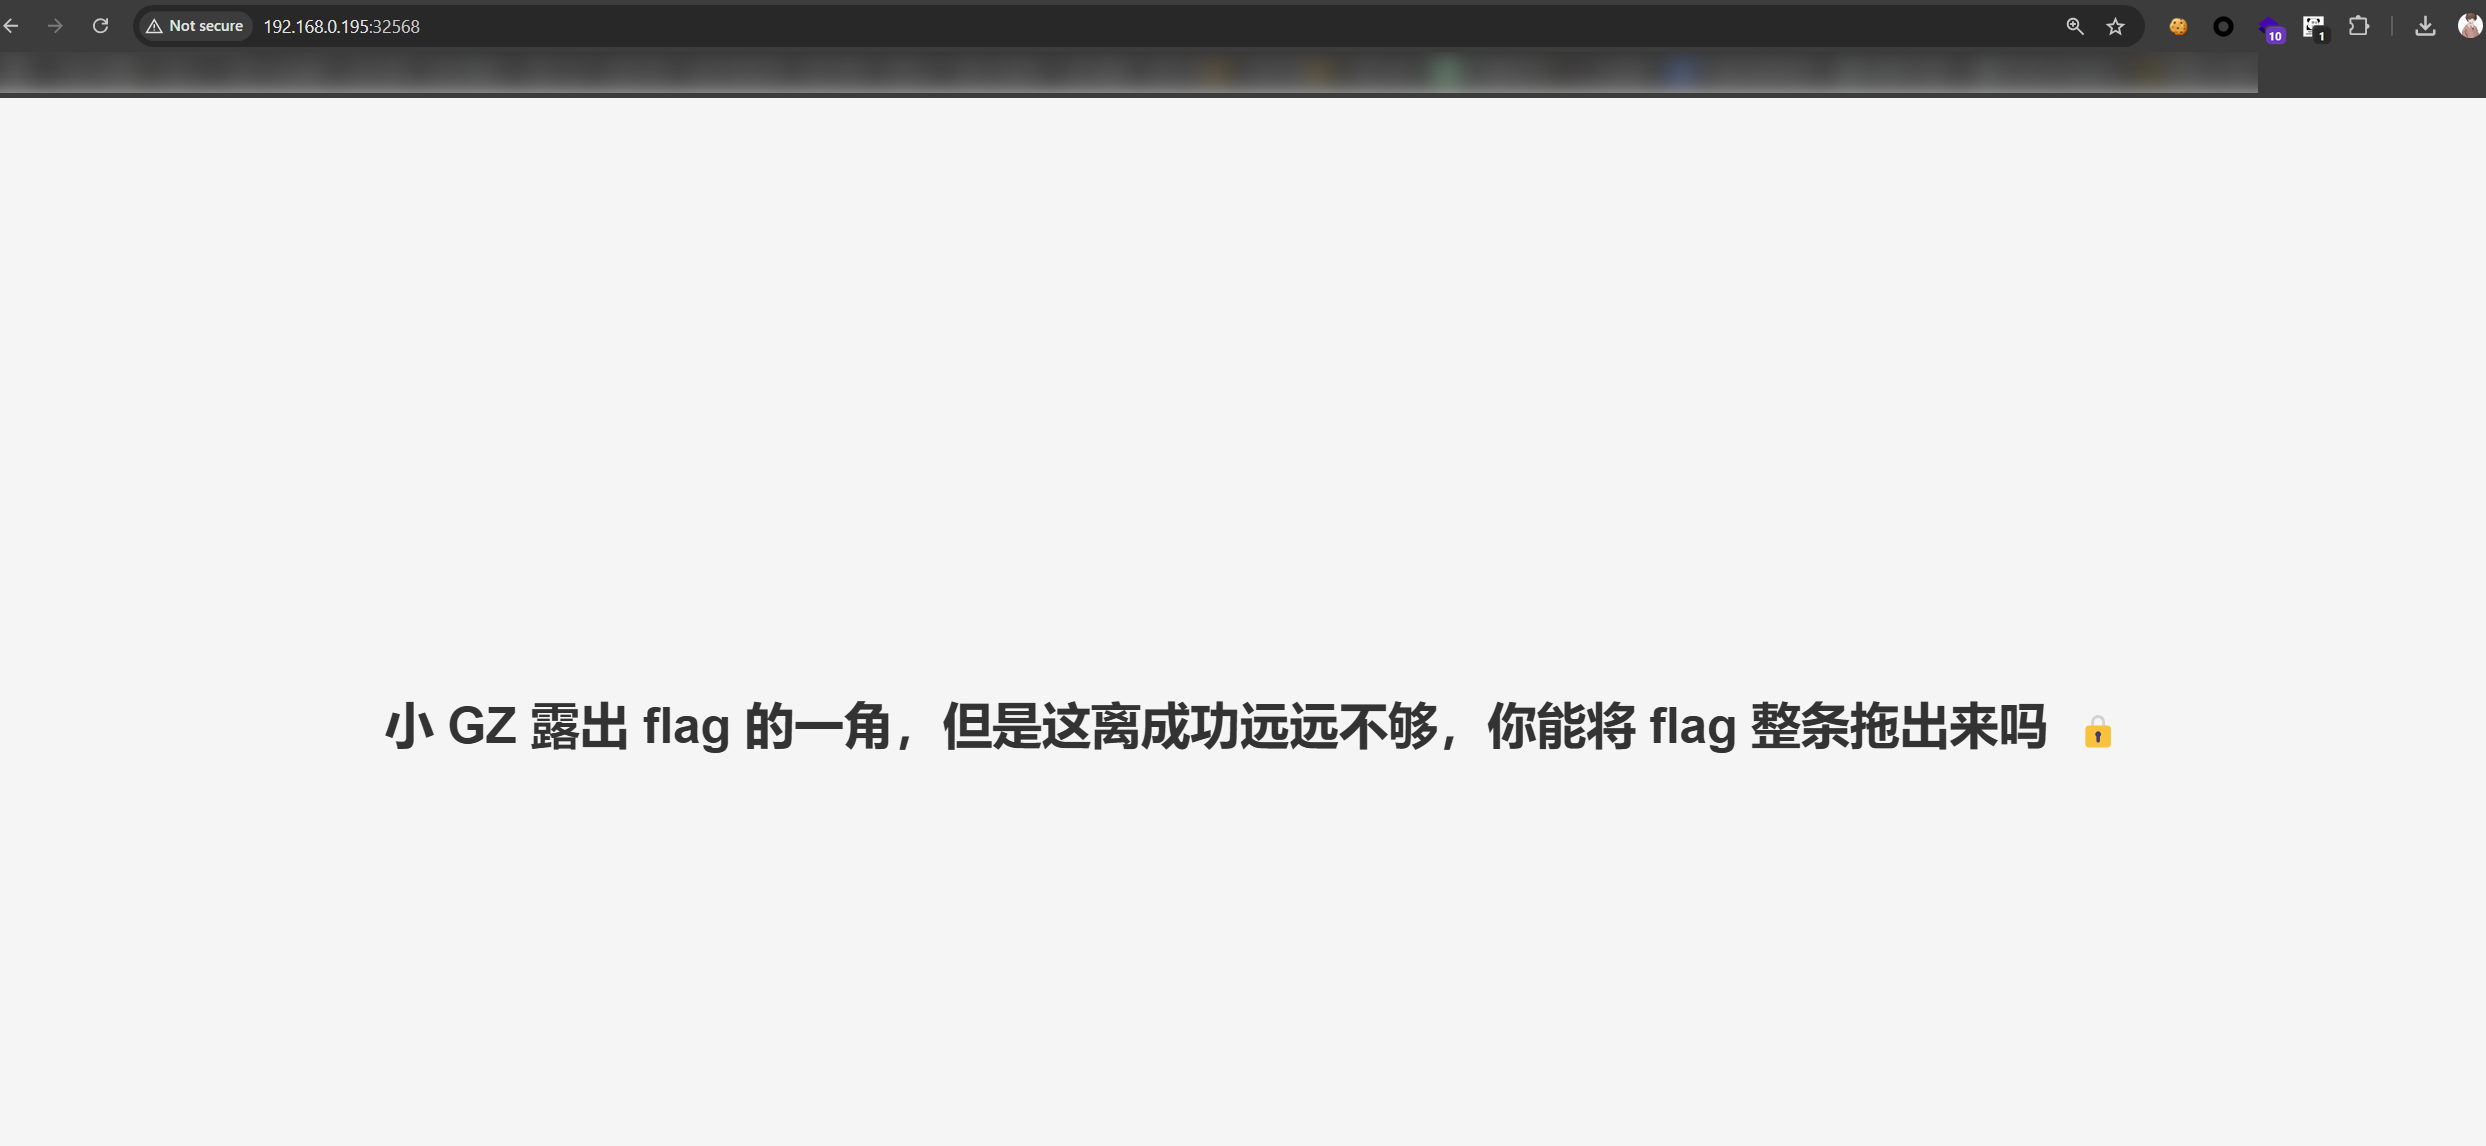 Not secure 192.168.0.195:32568
10
1
小 GZ 露出 flag 的一角，但是这离成功远远不够，你能将 flag 整条拖出来吗 🔒